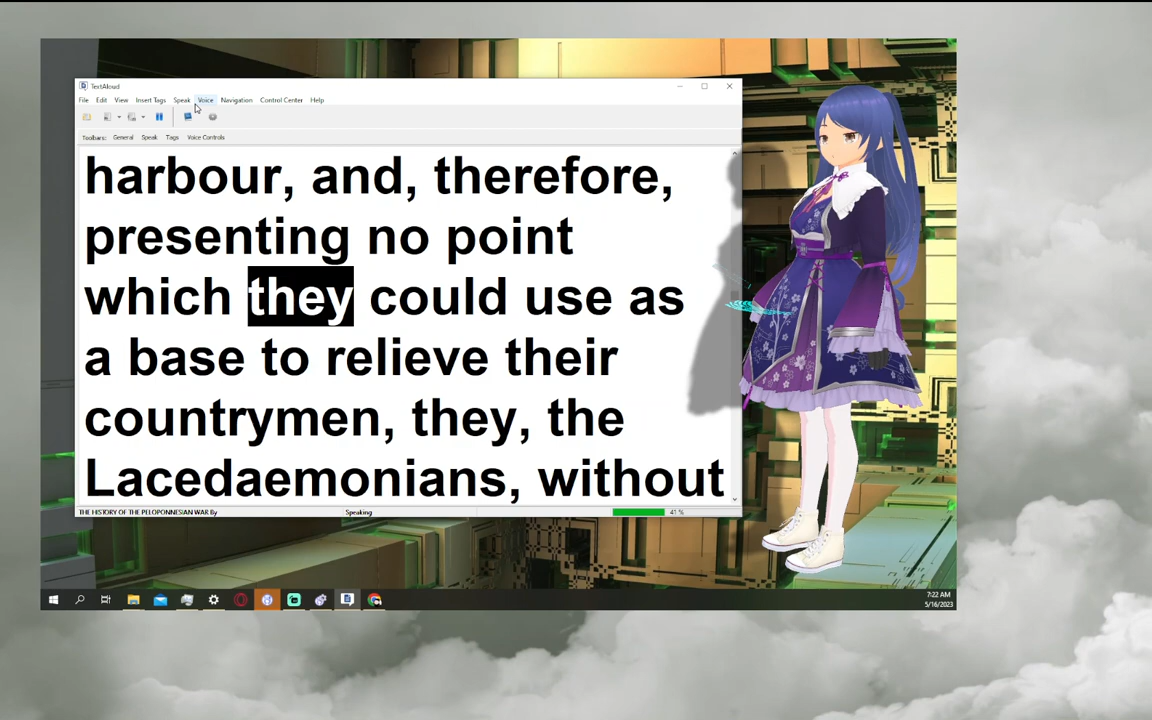 TextAloud
File Edit View Insert Tags Speak Voice Navigation Control Center Help
Toolbars: General Speak Tags Voice Controls
harbour, and, therefore,
presenting no point
which they could use as
a base to relieve their
countrymen, they, the
Lacedaemonians, without
THE HISTORY OF THE PELOPONNESIAN WAR By Speaking 41 %
7:22 AM
5/16/2023